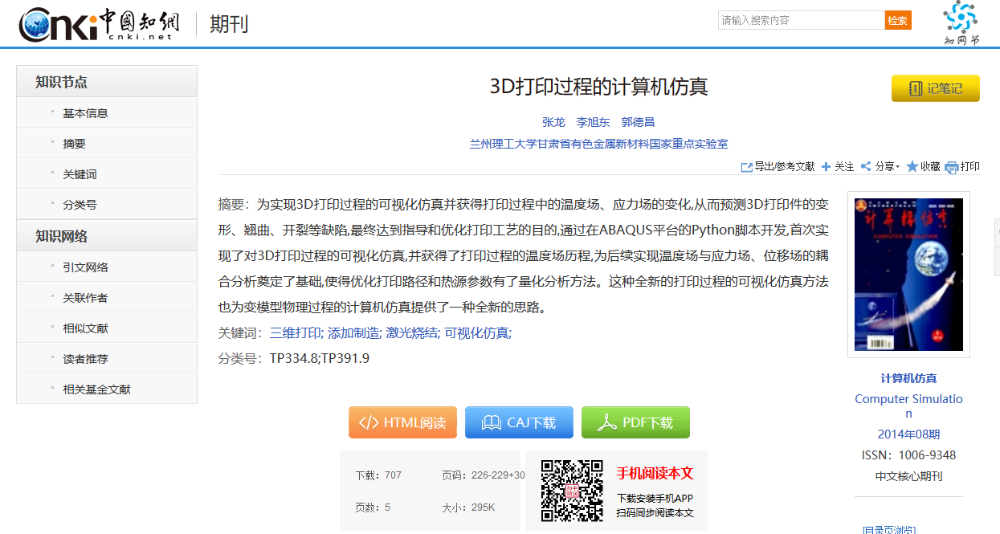 Cnki 中国知网
cnki.net
期刊
请输入搜索内容
检索
知网节
知识节点
基本信息
摘要
关键词
分类号
知识网络
引文网络
关联作者
相似文献
读者推荐
相关基金文献
3D打印过程的计算机仿真
记笔记
张龙 李旭东 郭德昌
兰州理工大学甘肃省有色金属新材料国家重点实验室
导出/参考文献 关注 分享 收藏 打印
摘要：为实现3D打印过程的可视化仿真并获得打印过程中的温度场、应力场的变化,从而预测3D打印件的变
形、翘曲、开裂等缺陷,最终达到指导和优化打印工艺的目的,通过在ABAQUS平台的Python脚本开发,首次实
现了对3D打印过程的可视化仿真,并获得了打印过程的温度场历程,为后续实现温度场与应力场、位移场的耦
合分析奠定了基础,使得优化打印路径和热源参数有了量化分析方法。这种全新的打印过程的可视化仿真方法
也为变模型物理过程的计算机仿真提供了一种全新的思路。
关键词：三维打印; 添加制造; 激光烧结; 可视化仿真;
分类号：TP334.8;TP391.9
HTML阅读
CAJ下载
PDF下载
下载：707
页码：226-229+30
页数：5
大小：295K
手机阅读本文
下载安装手机APP
扫码同步阅读本文
计算机仿真
COMPUTER SIMULATION
计算机仿真
Computer Simulatio
n
2014年08期
ISSN：1006-9348
中文核心期刊
[目录页浏览]